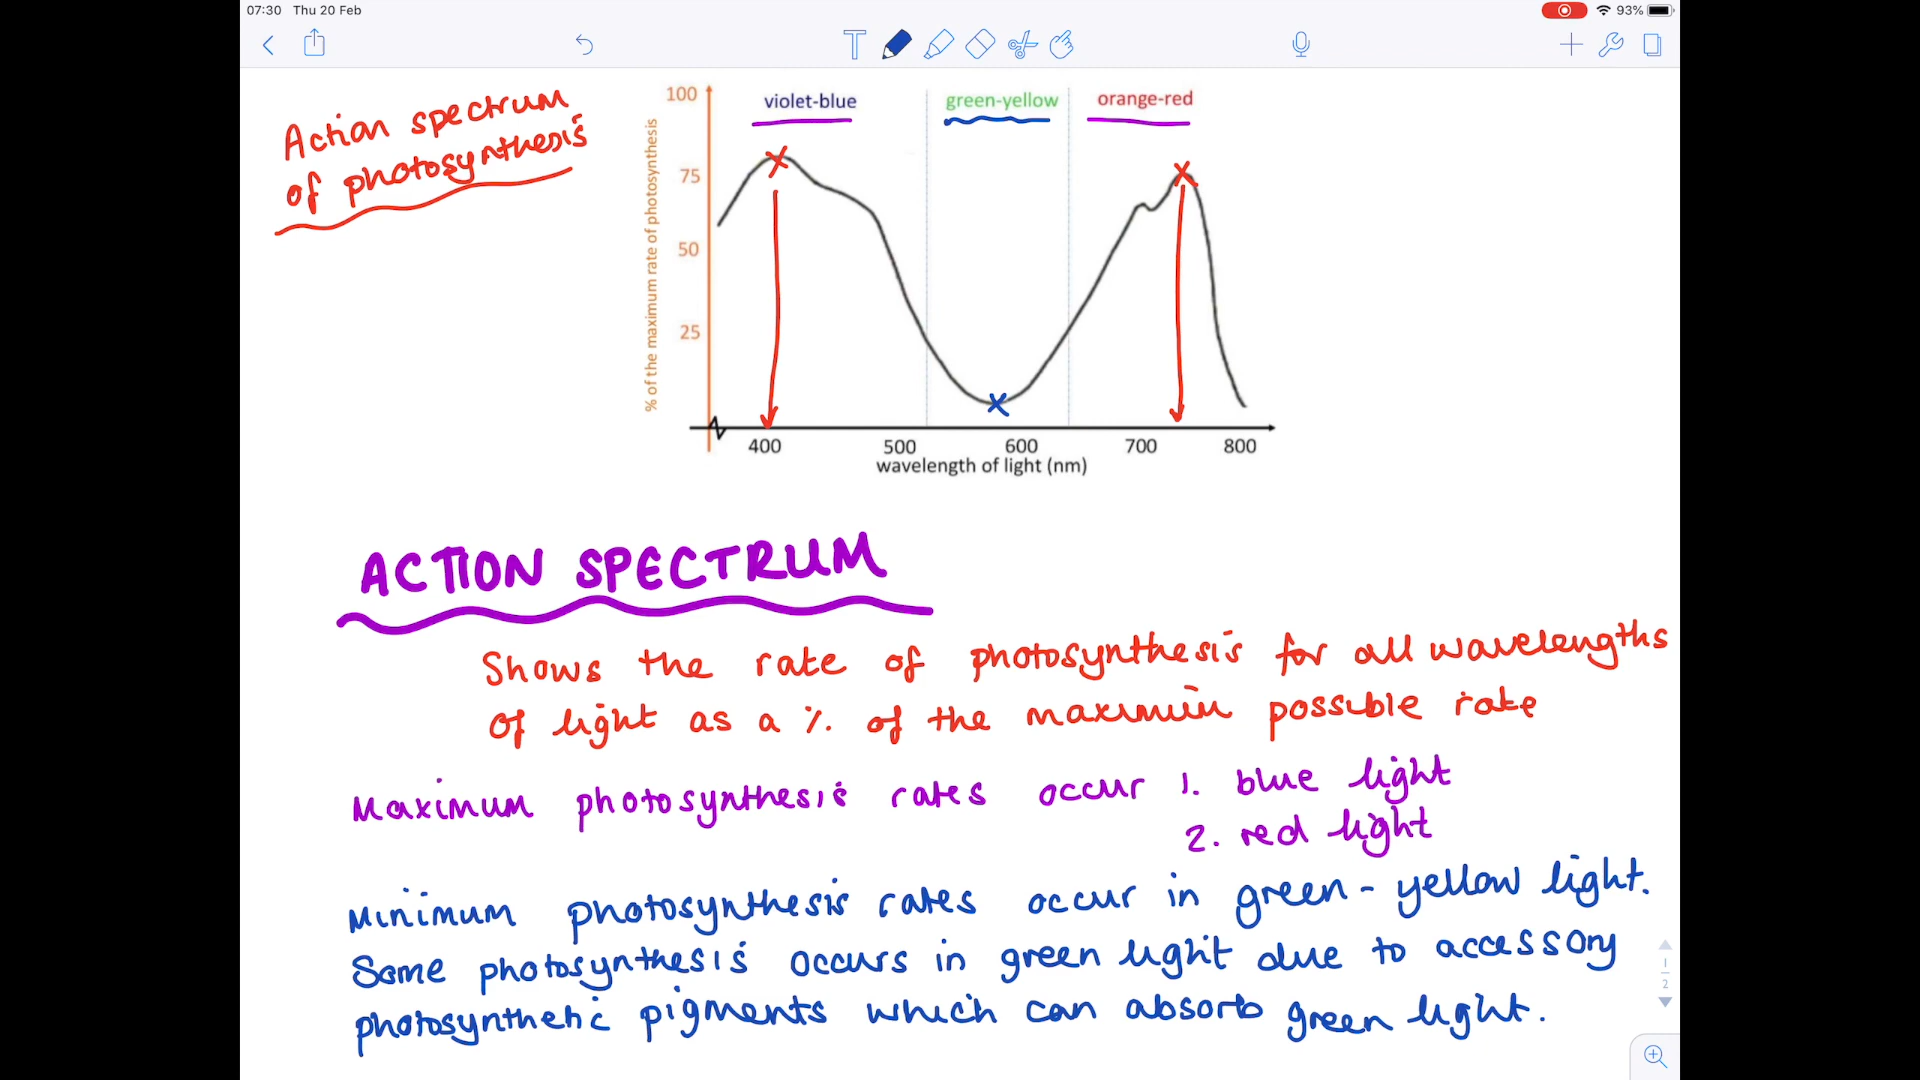 07:30 Thu 20 Feb
93%
Action spectrum
of photosynthesis
% of the maximum rate of photosynthesis
100
75
50
25
violet-blue
green-yellow
orange-red
400 500 600 700 800
wavelength of light (nm)
ACTION SPECTRUM
Shows the rate of photosynthesis for all wavelengths
of light as a % of the maximum possible rate
Maximum photosynthesis rates occur 1. blue light
2. red light
Minimum photosynthesis rates occur in green-yellow light.
Some photosynthesis occurs in green light due to accessory
photosynthetic pigments which can absorb green light.
1
2